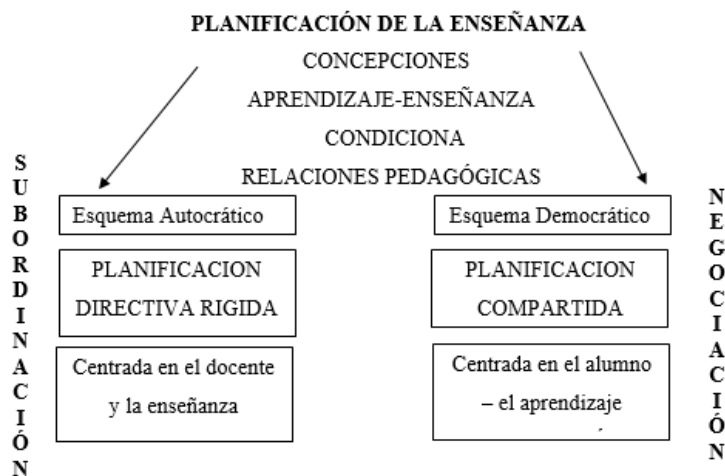 PLANIFICACIÓN DE LA ENSEÑANZA
CONCEPCIONES
APRENDIZAJE-ENSEÑANZA
CONDICIONA
RELACIONES PEDAGÓGICAS
SUBORDINACIÓN
Esquema Autocrático
PLANIFICACION
DIRECTIVA RIGIDA
Centrada en el docente
y la enseñanza
Esquema Democrático
PLANIFICACION
COMPARTIDA
Centrada en el alumno
– el aprendizaje
NEGOCIACIÓN